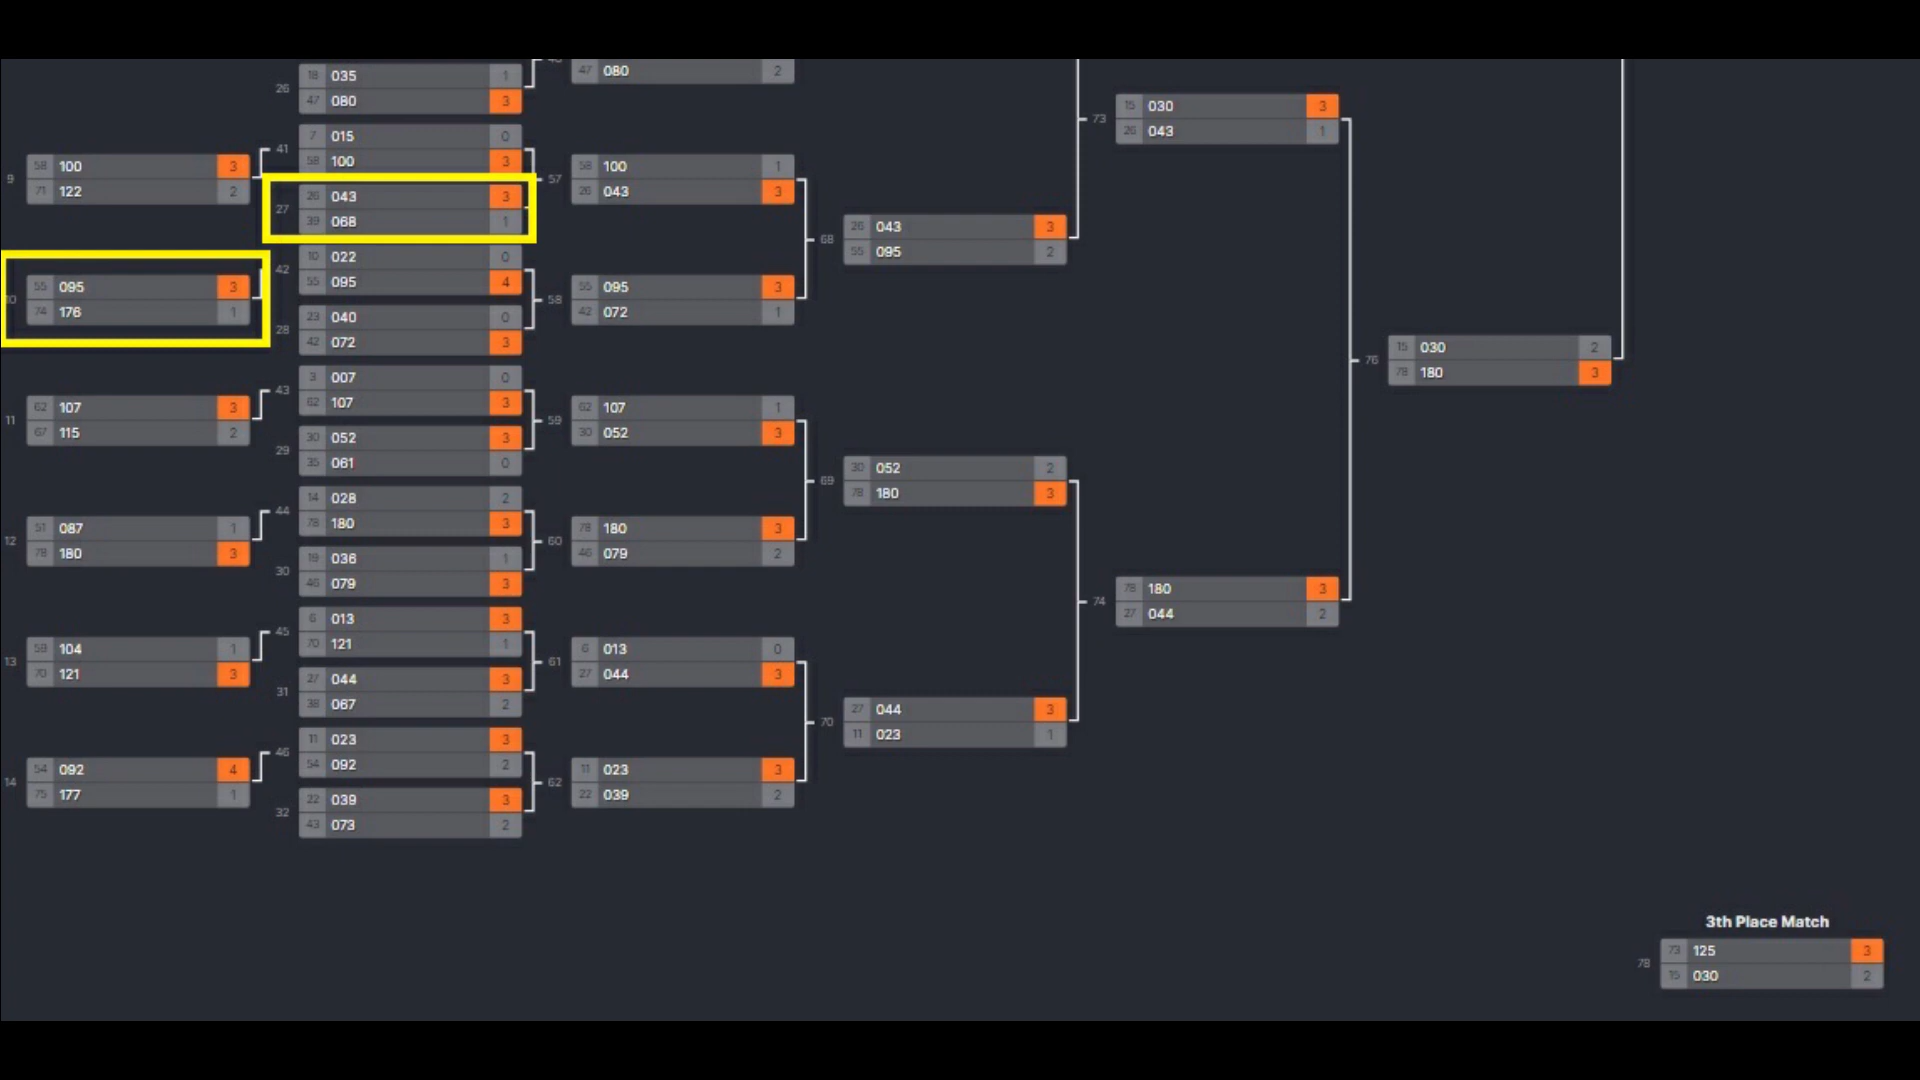 26
18 035 1
47 080 3
47 080 2
9
58 100 3
71 122 2
41
7 015 0
58 100 3
27
26 043 3
39 068 1
57
58 100 1
26 043 3
10
55 095 3
74 176 1
42
10 022 0
55 095 4
28
23 040 0
42 072 3
58
55 095 3
42 072 1
68
26 043 3
55 095 2
73
15 030 3
26 043 1
11
62 107 3
67 115 2
43
3 007 0
62 107 3
29
30 052 3
35 061 0
59
62 107 1
30 052 3
12
51 087 1
78 180 3
44
14 028 2
78 180 3
30
19 036 1
46 079 3
60
78 180 3
46 079 2
69
30 052 2
78 180 3
76
15 030 2
78 180 3
13
59 104 1
70 121 3
45
6 013 3
70 121 1
31
27 044 3
38 067 2
61
6 013 0
27 044 3
14
54 092 4
75 177 1
46
11 023 3
54 092 2
32
22 039 3
43 073 2
62
11 023 3
22 039 2
70
27 044 3
11 023 1
74
78 180 3
27 044 2
3th Place Match
78
73 125 3
15 030 2